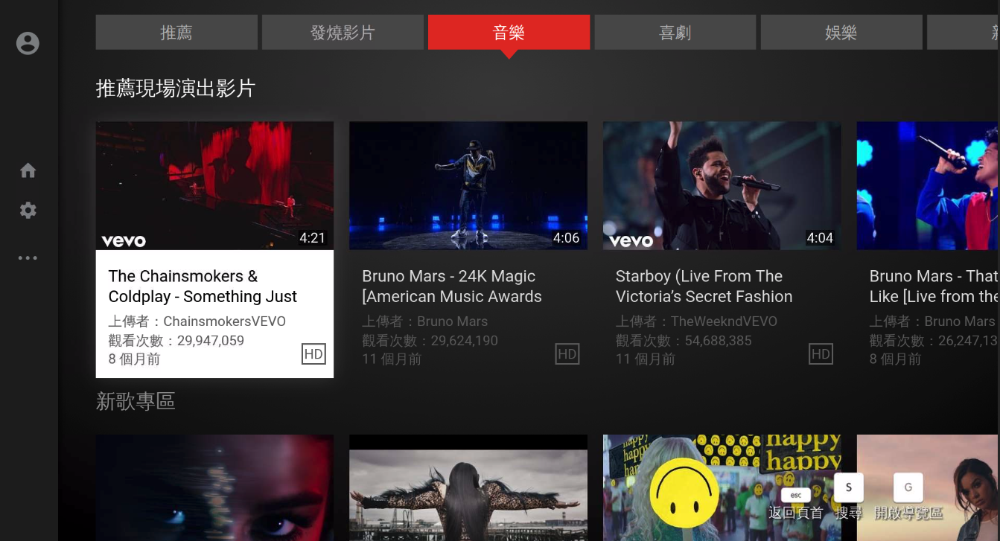 推薦
發燒影片
音樂
喜劇
娛樂
推薦現場演出影片
vevo
4:21
4:06
vevo
4:04
The Chainsmokers &
Coldplay - Something Just
上傳者：ChainsmokersVEVO
觀看次數：29,947,059
8 個月前
HD
Bruno Mars - 24K Magic
[American Music Awards
上傳者：Bruno Mars
觀看次數：29,624,190
11 個月前
HD
Starboy (Live From The
Victoria’s Secret Fashion
上傳者：TheWeekndVEVO
觀看次數：54,688,385
11 個月前
HD
Bruno Mars - That
Like [Live from the
上傳者：Bruno Mars
觀看次數：26,247,13
8 個月前
新歌專區
happy
happy
happy
happy
esc
S
G
返回頁首
搜尋
開啟導覽區